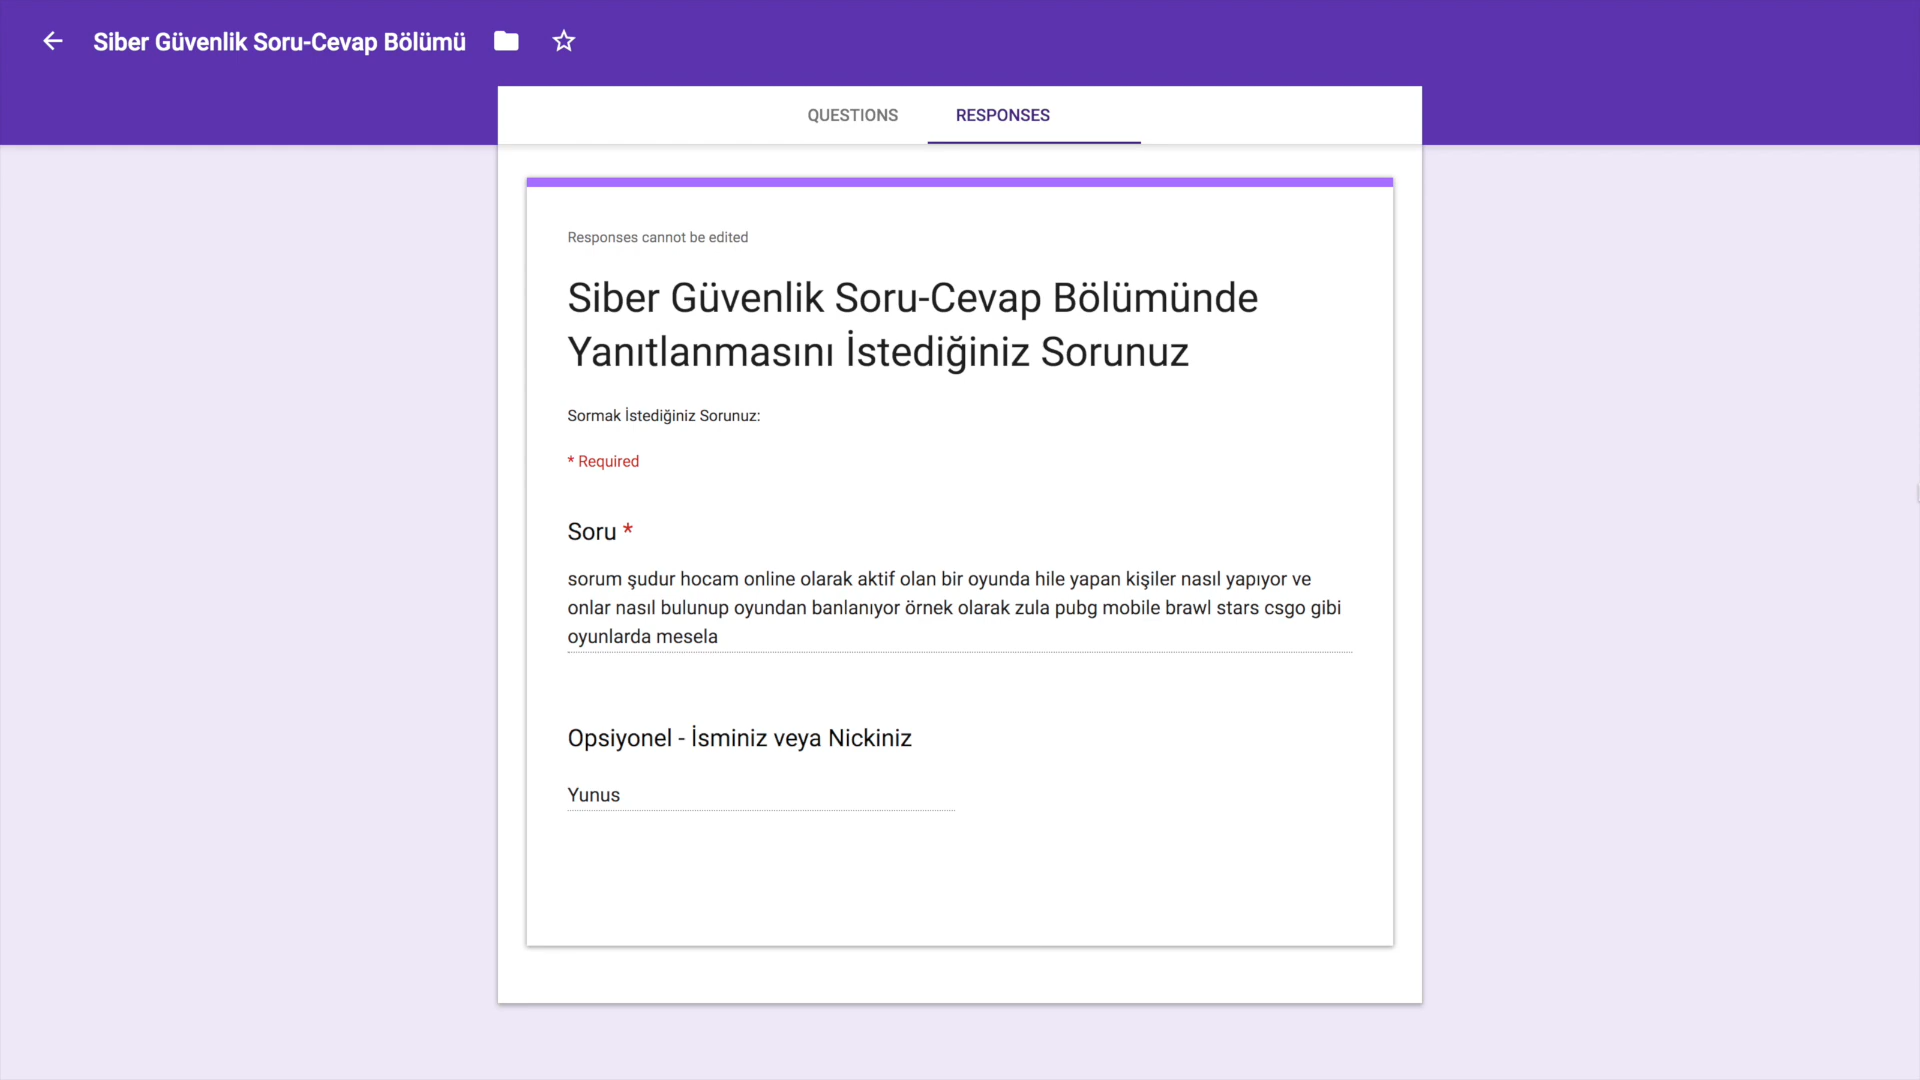 Siber Güvenlik Soru-Cevap Bölümü
QUESTIONS
RESPONSES
Responses cannot be edited
Siber Güvenlik Soru-Cevap Bölümünde
Yanıtlanmasını İstediğiniz Sorunuz
Sormak İstediğiniz Sorunuz:
* Required
Soru *
sorum şudur hocam online olarak aktif olan bir oyunda hile yapan kişiler nasıl yapıyor ve
onlar nasıl bulunup oyundan banlanıyor örnek olarak zula pubg mobile brawl stars csgo gibi
oyunlarda mesela
Opsiyonel - İsminiz veya Nickiniz
Yunus